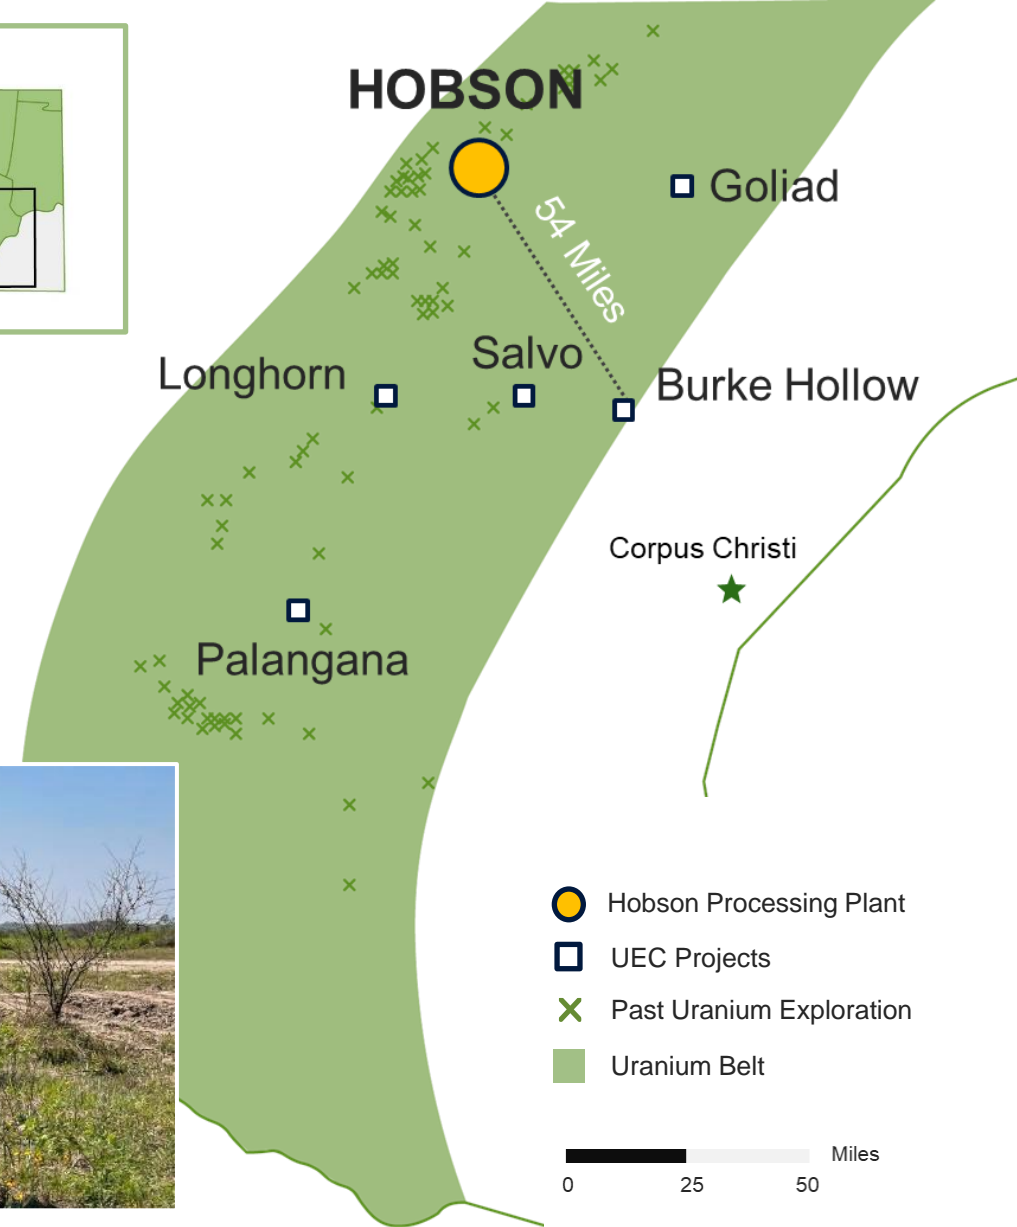 HOBSON
Goliad
54 Miles
Salvo
Longhorn
Burke Hollow
Corpus Christi
Palangana
Hobson Processing Plant
UEC Projects
Past Uranium Exploration
Uranium Belt
Miles
0 25 50